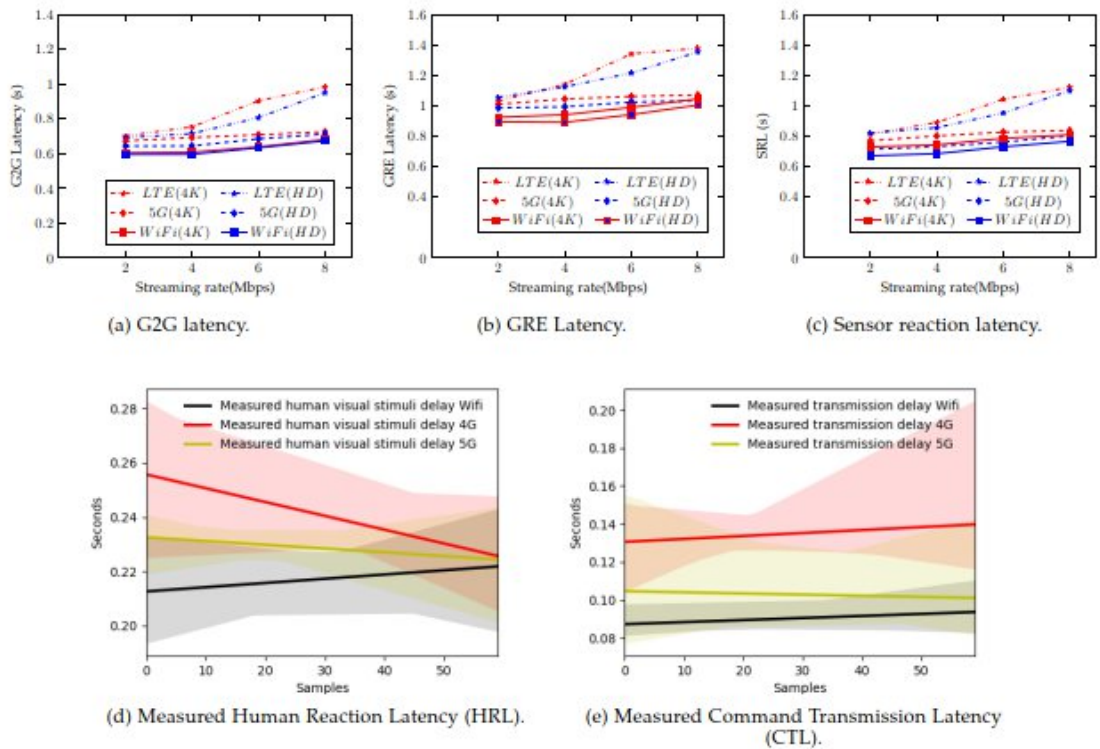 1.4
1.2
1
0.8
0.6
0.4
0.2
0
G2G Latency (s)
LTE(4K) LTE(HD)
5G(4K) 5G(HD)
WiFi(4K) WiFi(HD)
2 4 6 8
Streaming rate(Mbps)
(a) G2G latency.
1.6
1.4
1.2
1
0.8
0.6
0.4
0.2
0
GRE Latency (s)
LTE(4K) LTE(HD)
5G(4K) 5G(HD)
WiFi(4K) WiFi(HD)
2 4 6 8
Streaming rate(Mbps)
(b) GRE Latency.
1.6
1.4
1.2
1
0.8
0.6
0.4
0.2
0
SRL (s)
LTE(4K) LTE(HD)
5G(4K) 5G(HD)
WiFi(4K) WiFi(HD)
2 4 6 8
Streaming rate(Mbps)
(c) Sensor reaction latency.
Measured human visual stimuli delay Wifi
Measured human visual stimuli delay 4G
Measured human visual stimuli delay 5G
0.28
0.26
0.24
0.22
0.20
Seconds
0 10 20 30 40 50
Samples
(d) Measured Human Reaction Latency (HRL).
Measured transmission delay Wifi
Measured transmission delay 4G
Measured transmission delay 5G
0.20
0.18
0.16
0.14
0.12
0.10
0.08
Seconds
0 10 20 30 40 50
Samples
(e) Measured Command Transmission Latency
(CTL).